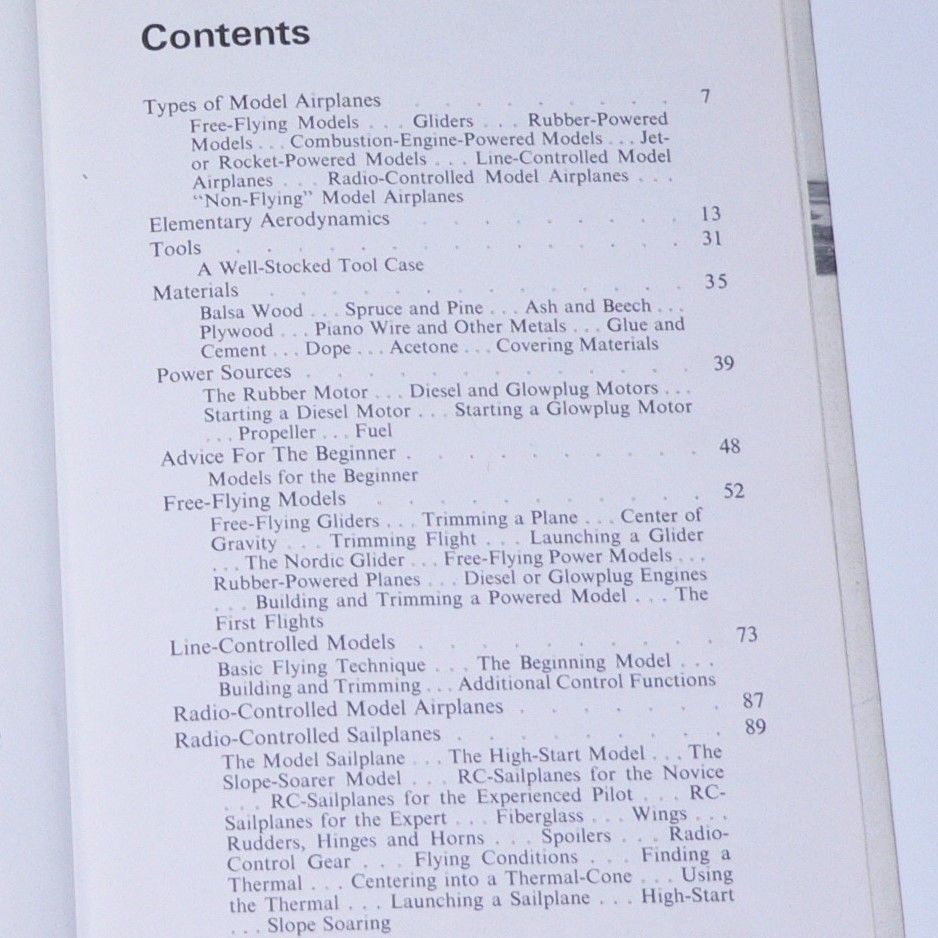 Contents
Types of Model Airplanes . . . . . . . . 7
Free-Flying Models . . . Gliders . . . Rubber-Powered
Models . . . Combustion-Engine-Powered Models . . . Jet-
or Rocket-Powered Models . . . Line-Controlled Model
Airplanes . . . Radio-Controlled Model Airplanes . . .
“Non-Flying” Model Airplanes
Elementary Aerodynamics . . . . . . . . . 13
Tools . . . . . . . . . . . . . . . 31
A Well-Stocked Tool Case
Materials . . . . . . . . . . . . . 35
Balsa Wood . . . Spruce and Pine . . . Ash and Beech . . .
Plywood . . . Piano Wire and Other Metals . . . Glue and
Cement . . . Dope . . . Acetone . . . Covering Materials
Power Sources . . . . . . . . . . . . . 39
The Rubber Motor . . . Diesel and Glowplug Motors . . .
Starting a Diesel Motor . . . Starting a Glowplug Motor
. . . Propeller . . . Fuel
Advice For The Beginner . . . . . . . . . . 48
Models for the Beginner
Free-Flying Models . . . . . . . . . . . 52
Free-Flying Gliders . . . Trimming a Plane . . . Center of
Gravity . . . Trimming Flight . . . Launching a Glider
. . . The Nordic Glider . . . Free-Flying Power Models . . .
Rubber-Powered Planes . . . Diesel or Glowplug Engines
. . . Building and Trimming a Powered Model . . . The
First Flights
Line-Controlled Models . . . . . . . . . . 73
Basic Flying Technique . . . The Beginning Model . . .
Building and Trimming . . . Additional Control Functions
Radio-Controlled Model Airplanes . . . . . . . 87
Radio-Controlled Sailplanes . . . . . . . . . 89
The Model Sailplane . . . The High-Start Model . . . The
Slope-Soarer Model . . . RC-Sailplanes for the Novice
. . . RC-Sailplanes for the Experienced Pilot . . . RC-
Sailplanes for the Expert . . . Fiberglass . . . Wings . . .
Rudders, Hinges and Horns . . . Spoilers . . . Radio-
Control Gear . . . Flying Conditions . . . Finding a
Thermal . . . Centering into a Thermal-Cone . . . Using
the Thermal . . . Launching a Sailplane . . . High-Start
. . . Slope Soaring